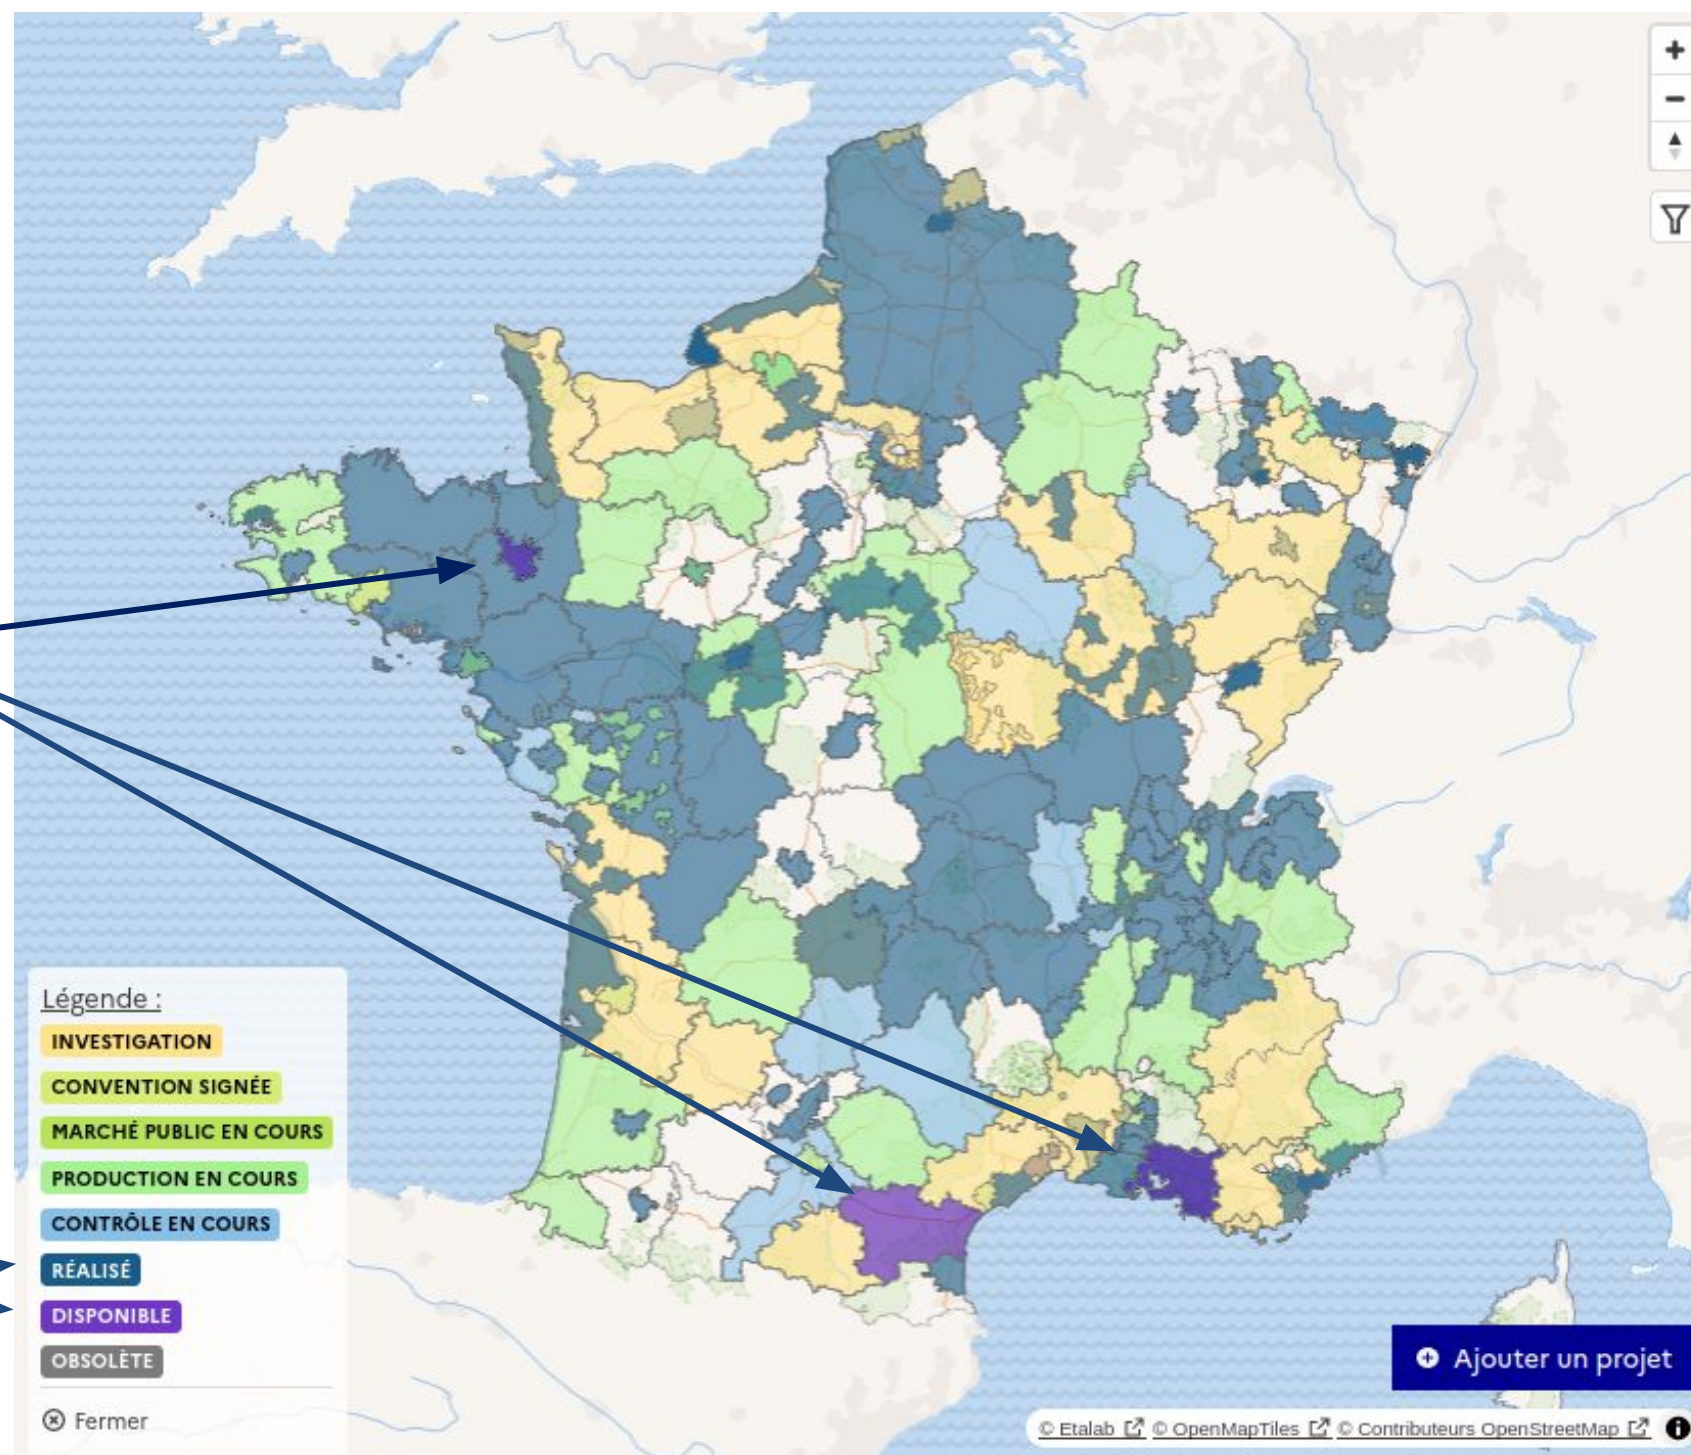 Légende :
INVESTIGATION
CONVENTION SIGNÉE
MARCHÉ PUBLIC EN COURS
PRODUCTION EN COURS
CONTRÔLE EN COURS
RÉALISÉ
DISPONIBLE
OBSOLÈTE
Fermer
Ajouter un projet
© Etalab © OpenMapTiles © Contributeurs OpenStreetMap